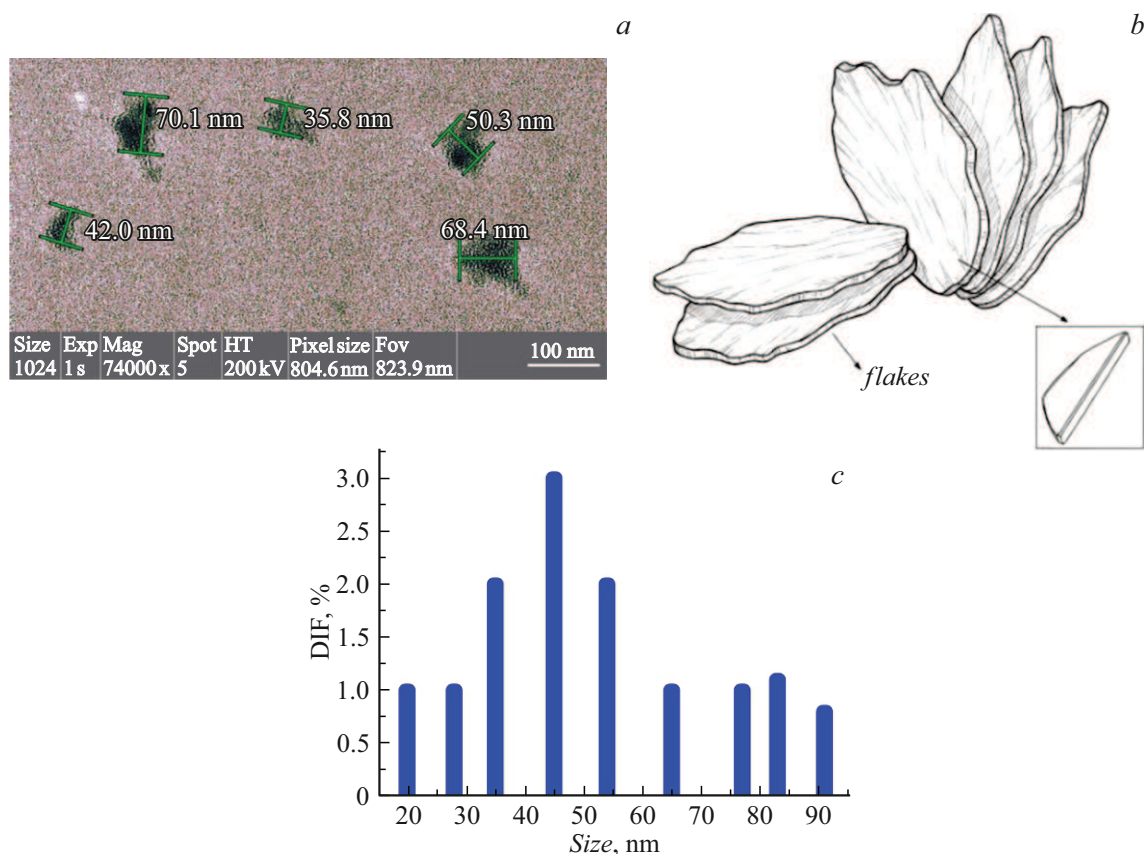 a
b
70.1 nm
35.8 nm
50.3 nm
42.0 nm
68.4 nm
Size Exp Mag Spot HT Pixel size Fov
1024 1 s 74000 x 5 200 kV 804.6 nm 823.9 nm
100 nm
flakes
c
DIF, %
3.0
2.5
2.0
1.5
1.0
0.5
0
20 30 40 50 60 70 80 90
Size, nm